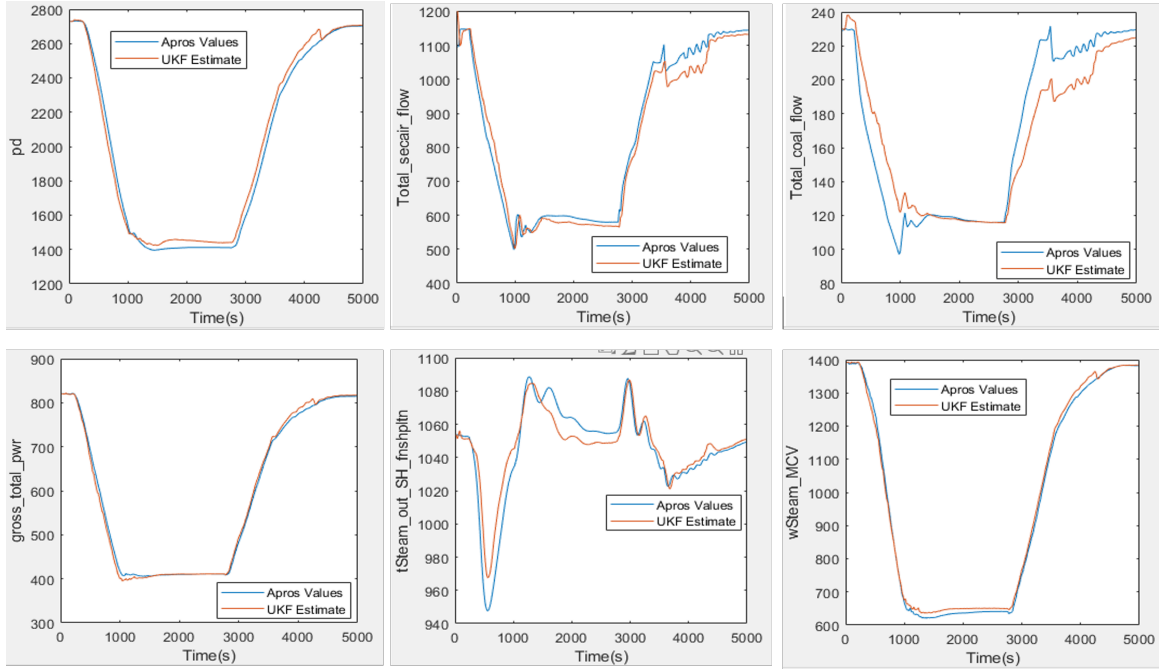 2800
2600
2400
2200
2000
1800
1600
1400
1200
pd
0 1000 2000 3000 4000 5000
Time(s)
Apros Values
UKF Estimate
1200
1100
1000
900
800
700
600
500
400
Total_secair_flow
0 1000 2000 3000 4000 5000
Time(s)
Apros Values
UKF Estimate
240
220
200
180
160
140
120
100
80
Total_coal_flow
0 1000 2000 3000 4000 5000
Time(s)
Apros Values
UKF Estimate
900
800
700
600
500
400
300
gross_total_pwr
0 1000 2000 3000 4000 5000
Time(s)
Apros Values
UKF Estimate
1100
1080
1060
1040
1020
1000
980
960
940
tSteam_out_SH_fnshpltn
0 1000 2000 3000 4000 5000
Time(s)
Apros Values
UKF Estimate
1400
1300
1200
1100
1000
900
800
700
600
wSteam_MCV
0 1000 2000 3000 4000 5000
Time(s)
Apros Values
UKF Estimate